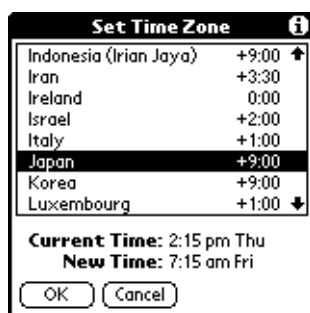 Set Time Zone
Indonesia (Irian Jaya) +9:00
Iran +3:30
Ireland 0:00
Israel +2:00
Italy +1:00
Japan +9:00
Korea +9:00
Luxembourg +1:00
Current Time: 2:15 pm Thu
New Time: 7:15 am Fri
OK Cancel